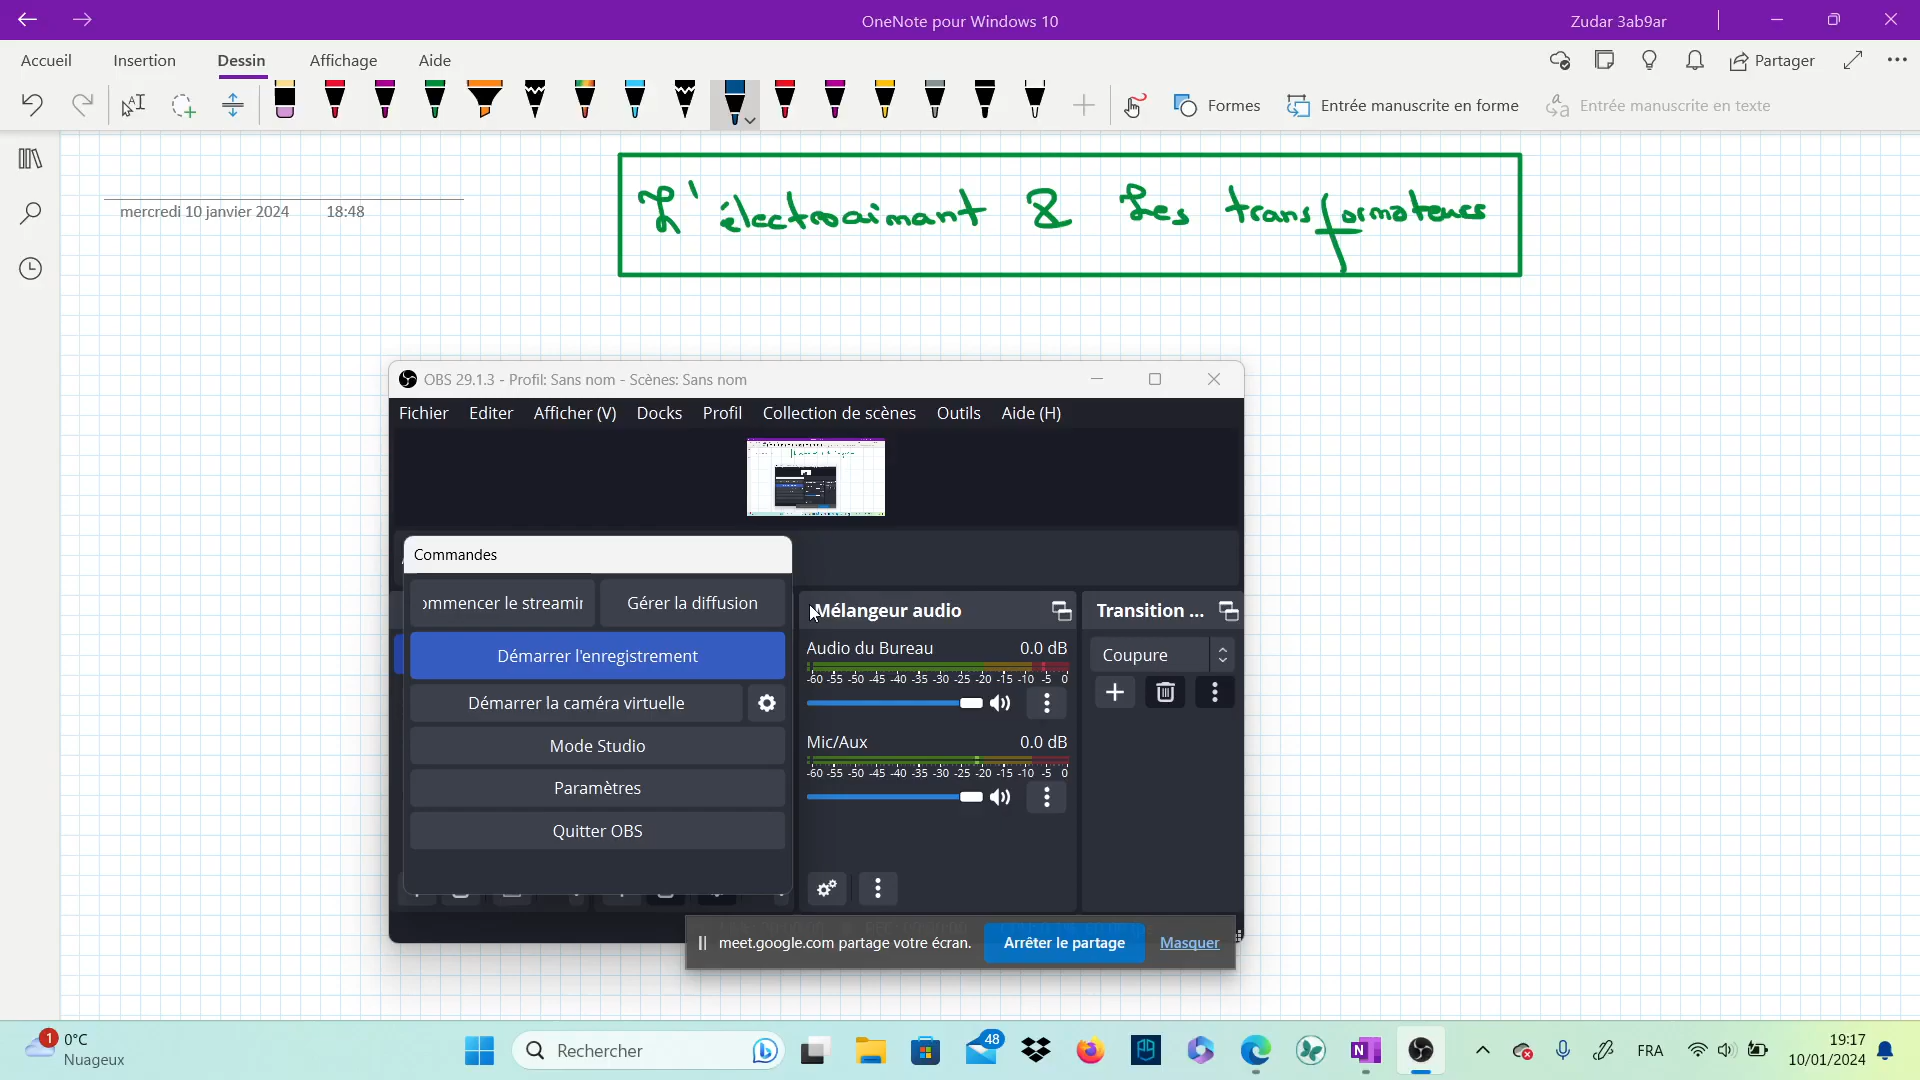 OneNote pour Windows 10
Zudar 3ab9ar
Accueil Insertion Dessin Affichage Aide
Partager
Formes
Entrée manuscrite en forme
Entrée manuscrite en texte
mercredi 10 janvier 2024 18:48
L'électroaimant & Les transformateurs
OBS 29.1.3 - Profil: Sans nom - Scènes: Sans nom
Fichier Editer Afficher (V) Docks Profil Collection de scènes Outils Aide (H)
Commandes
ommencer le streamin
Gérer la diffusion
Démarrer l'enregistrement
Démarrer la caméra virtuelle
Mode Studio
Paramètres
Quitter OBS
Mélangeur audio
Audio du Bureau 0.0 dB
-60 -55 -50 -45 -40 -35 -30 -25 -20 -15 -10 -5 0
Mic/Aux 0.0 dB
-60 -55 -50 -45 -40 -35 -30 -25 -20 -15 -10 -5 0
Transition ...
Coupure
meet.google.com partage votre écran.
Arrêter le partage
Masquer
1
0°C
Nuageux
Rechercher
48
FRA
19:17
10/01/2024